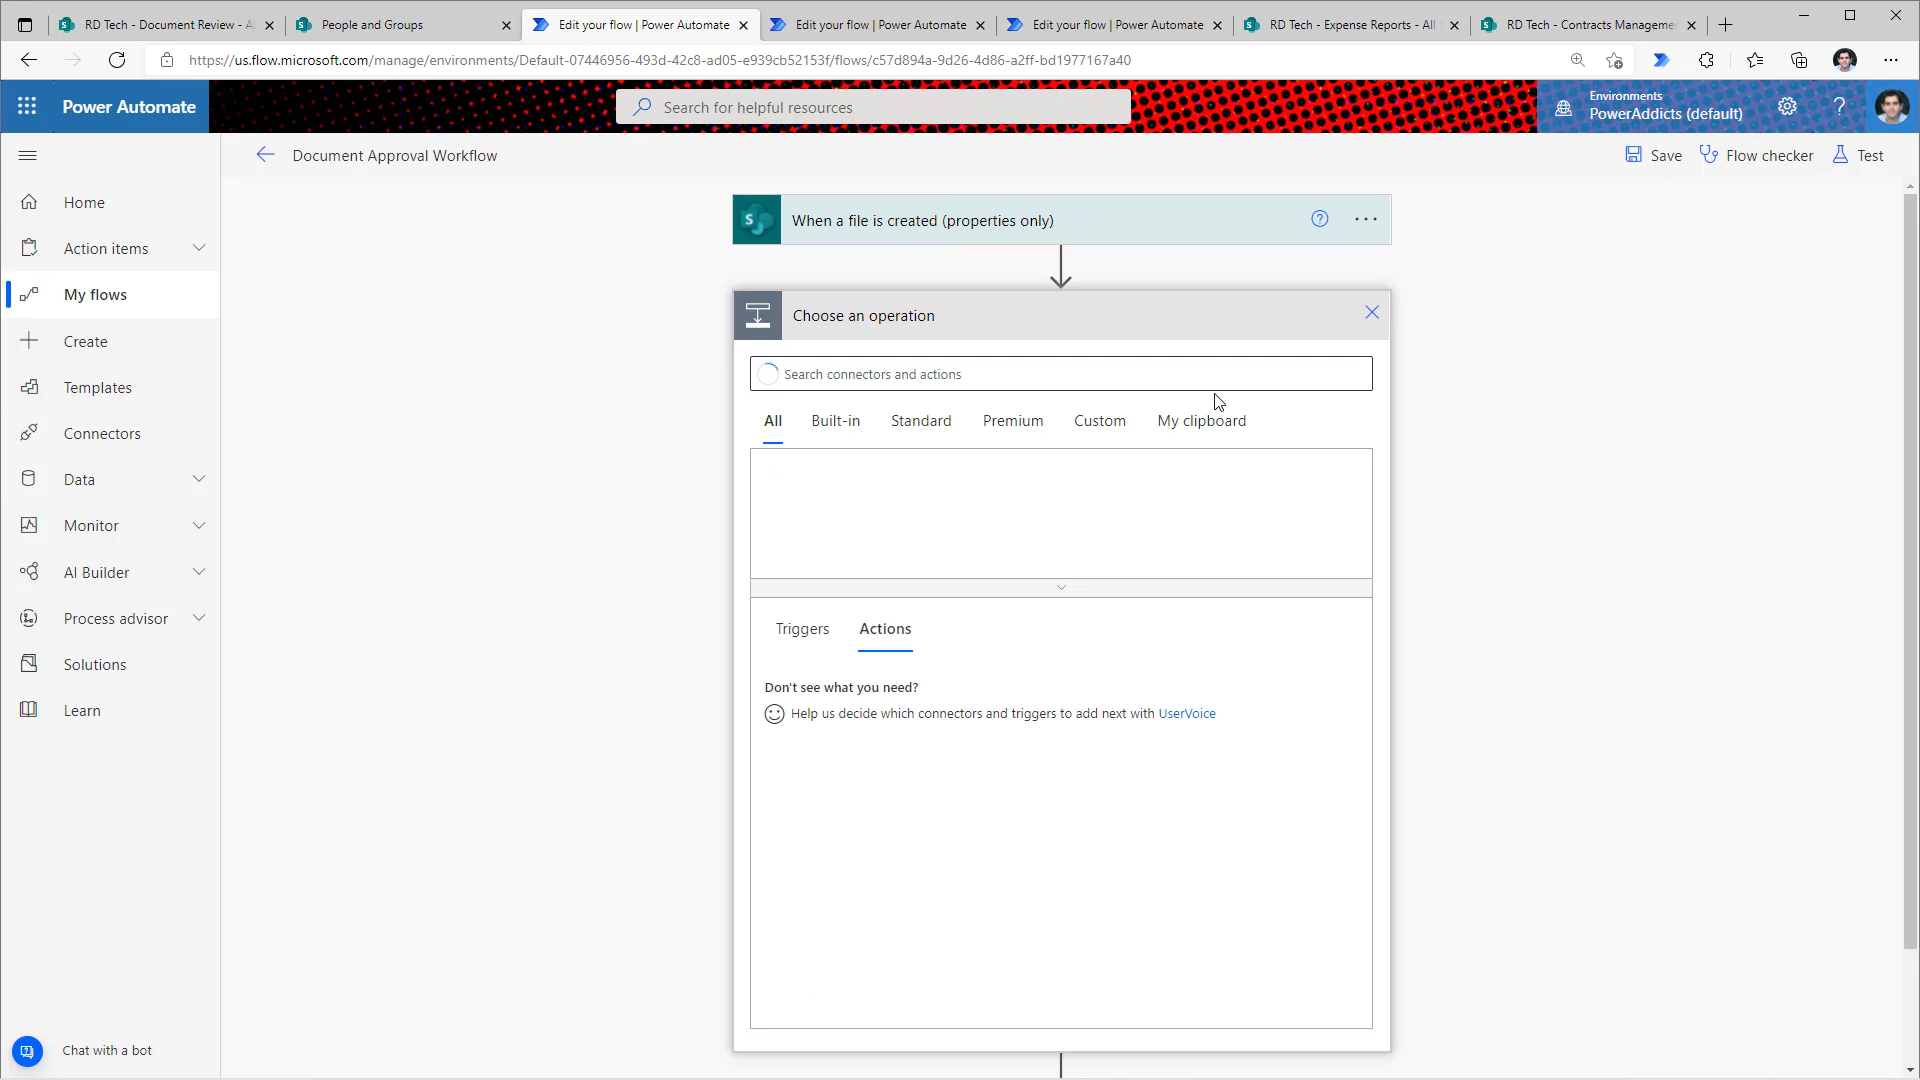 RD Tech - Document Review - A
People and Groups
Edit your flow | Power Automate
Edit your flow | Power Automate
Edit your flow | Power Automate
RD Tech - Expense Reports - All
RD Tech - Contracts Manageme
https://us.flow.microsoft.com/manage/environments/Default-07446956-493d-42c8-ad05-e939cb52153f/flows/c57d894a-9d26-4d86-a2ff-bd1977167a40
Power Automate
Search for helpful resources
Environments
PowerAddicts (default)
Document Approval Workflow
Save
Flow checker
Test
Home
Action items
My flows
Create
Templates
Connectors
Data
Monitor
AI Builder
Process advisor
Solutions
Learn
Chat with a bot
When a file is created (properties only)
Choose an operation
Search connectors and actions
All
Built-in
Standard
Premium
Custom
My clipboard
Triggers
Actions
Don't see what you need?
Help us decide which connectors and triggers to add next with UserVoice